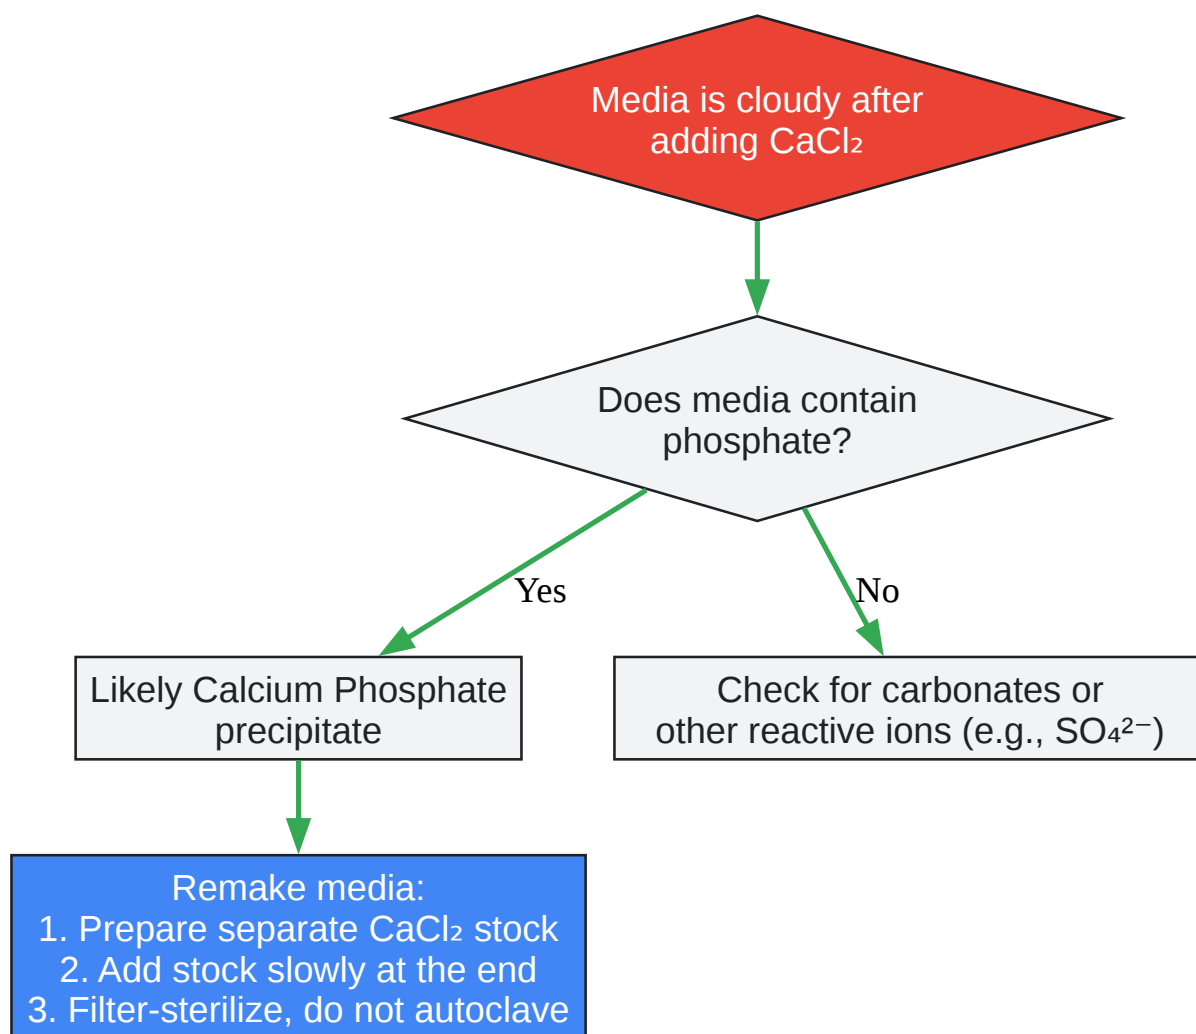 Media is cloudy after
adding CaCl₂
Does media contain
phosphate?
Yes
No
Likely Calcium Phosphate
precipitate
Check for carbonates or
other reactive ions (e.g., SO₄²⁻)
Remake media:
1. Prepare separate CaCl₂ stock
2. Add stock slowly at the end
3. Filter-sterilize, do not autoclave